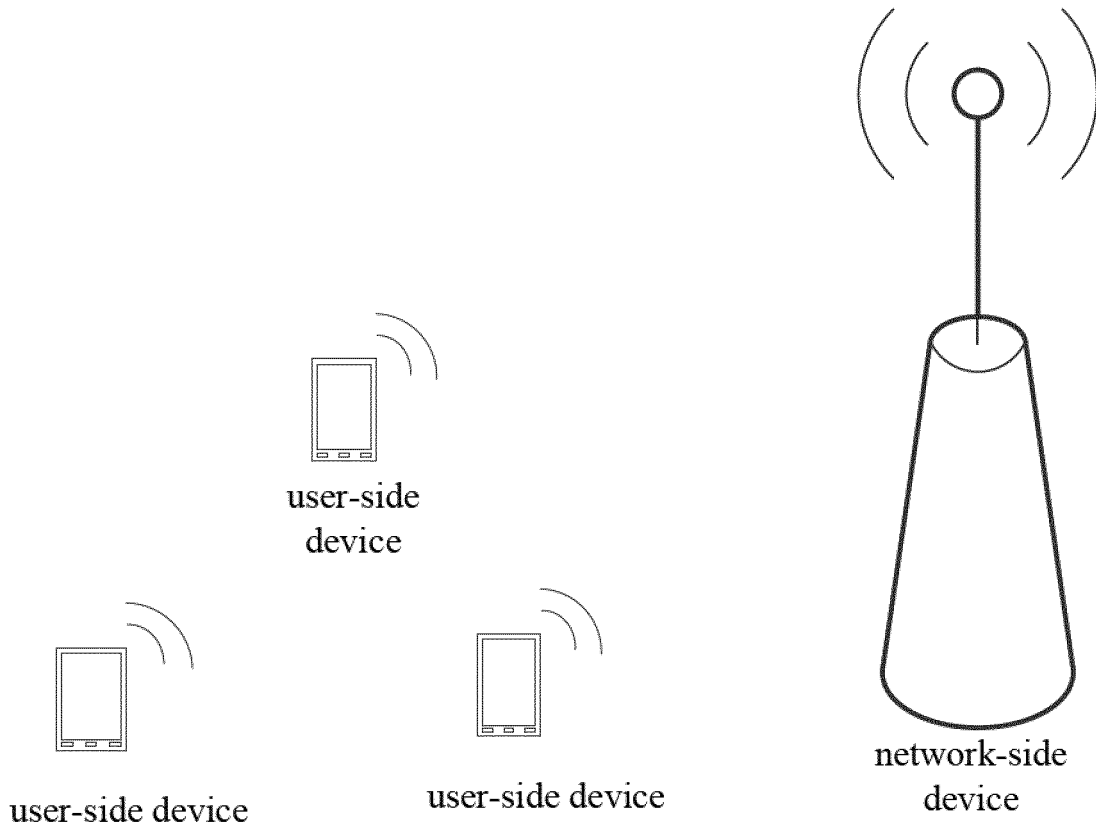 user-side
device
user-side device
user-side device
network-side
device